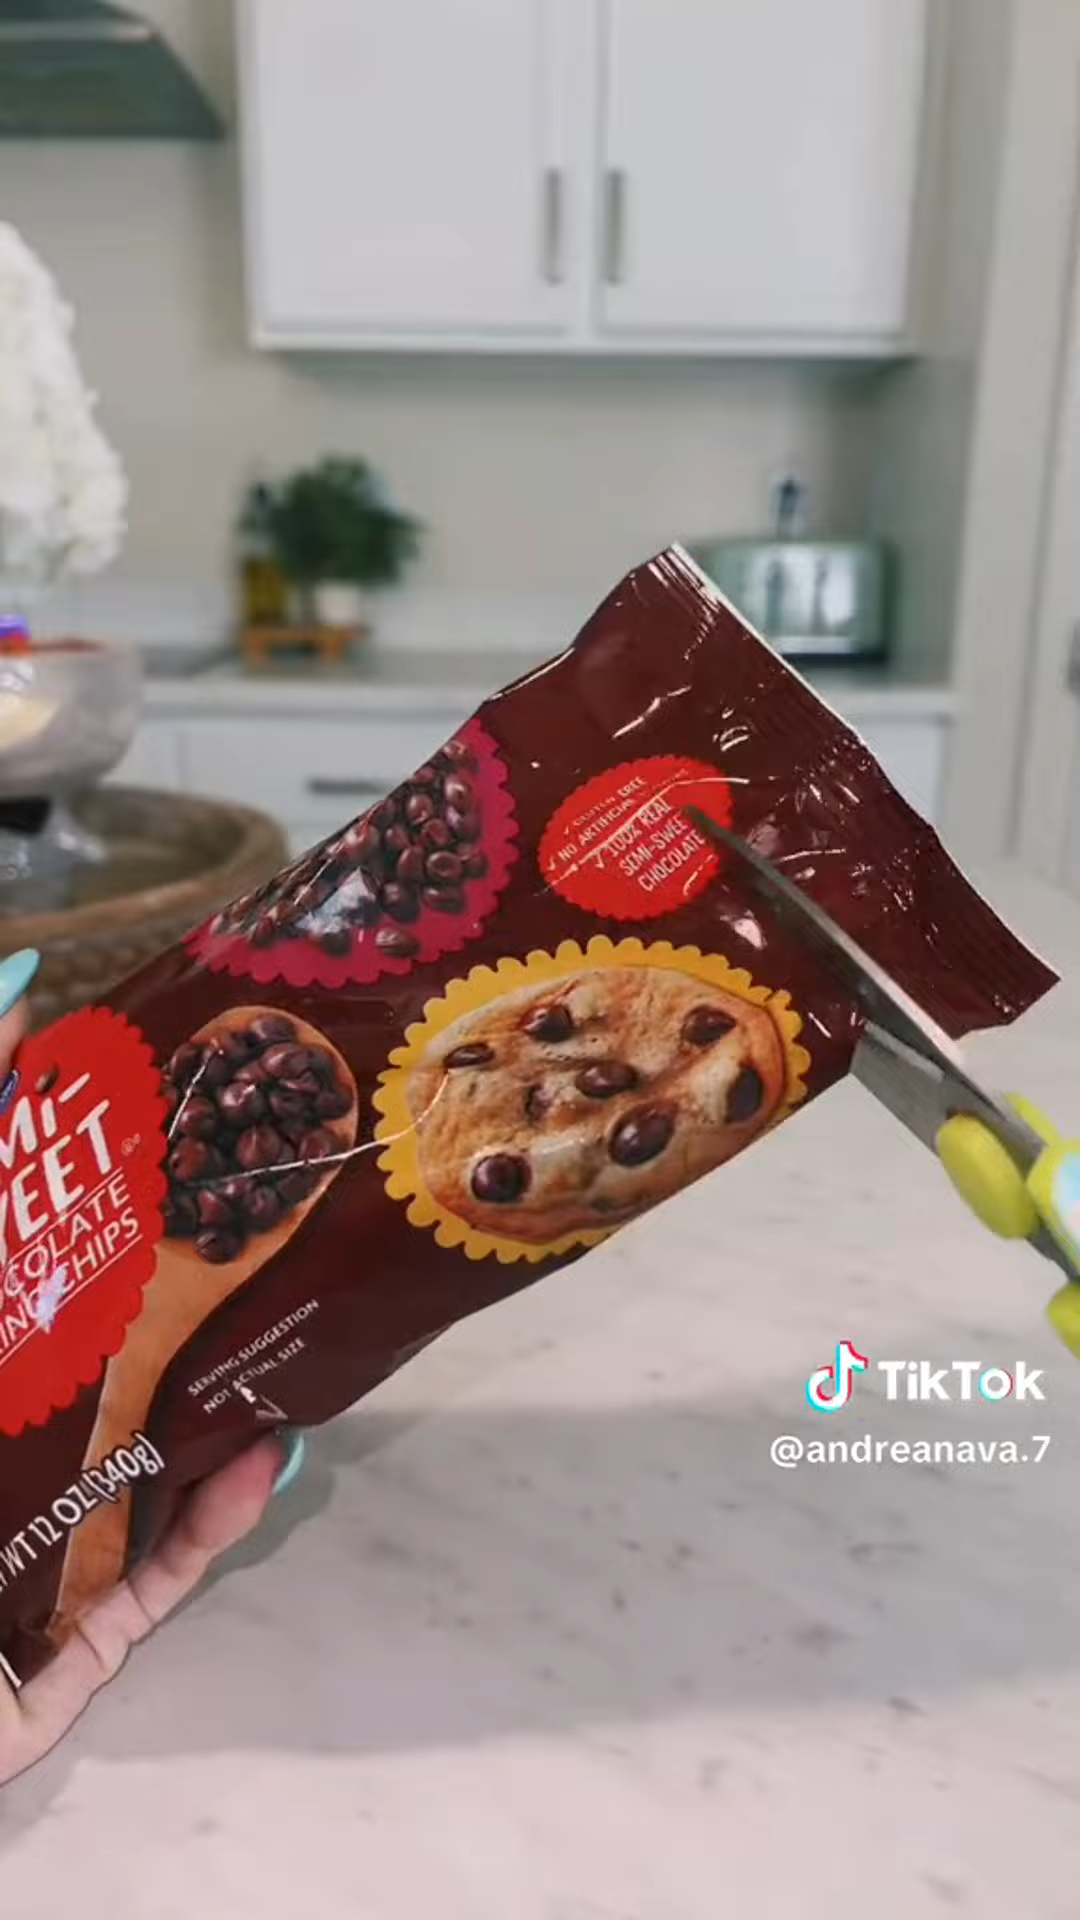 ✓ GLUTEN FREE
✓ NO ARTIFICIAL
✓ 100% REAL
SEMI-SWEE
CHOCOLATE
Mi-
EET
COLATE
CHIPS
SERVING SUGGESTION
NOT ACTUAL SIZE
WT 12 OZ (340g)
TikTok
@andreanava.7